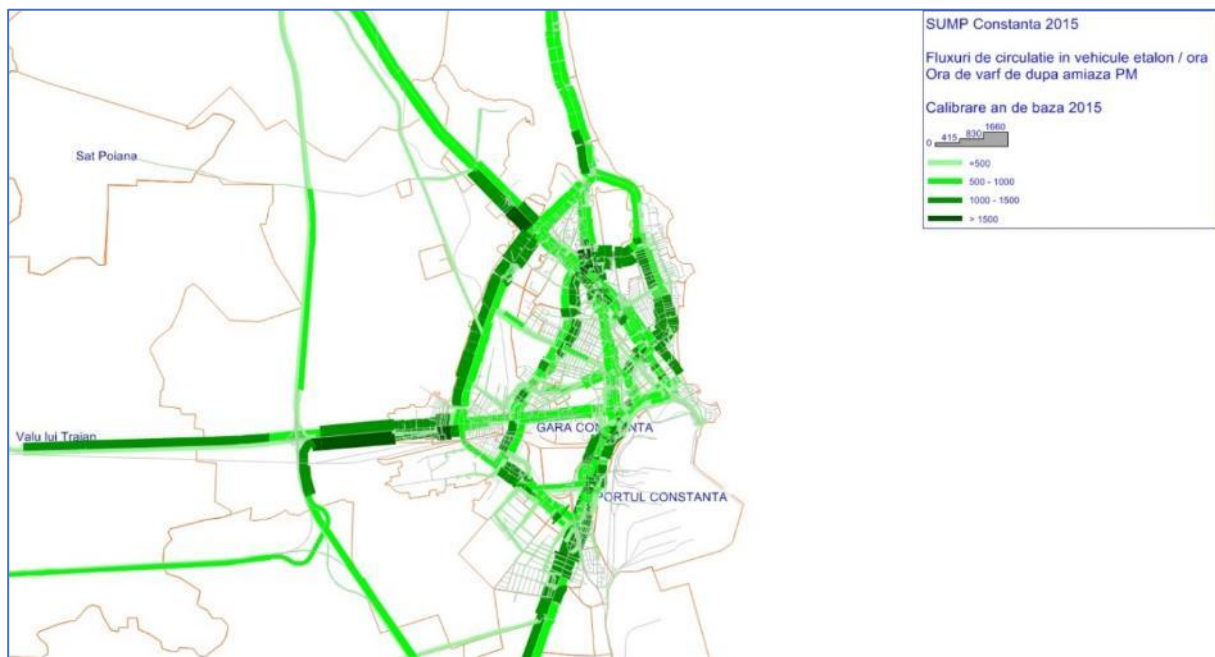 SUMP Constanta 2015
Fluxuri de circulatie in vehicule etalon / ora
Ora de varf de dupa amiaza PM
Calibrare an de baza 2015
0 415 830 1660
<500
500 - 1000
1000 - 1500
> 1500
Sat Poiana
Valu lui Traian
GARA CONSTANTA
PORTUL CONSTANTA